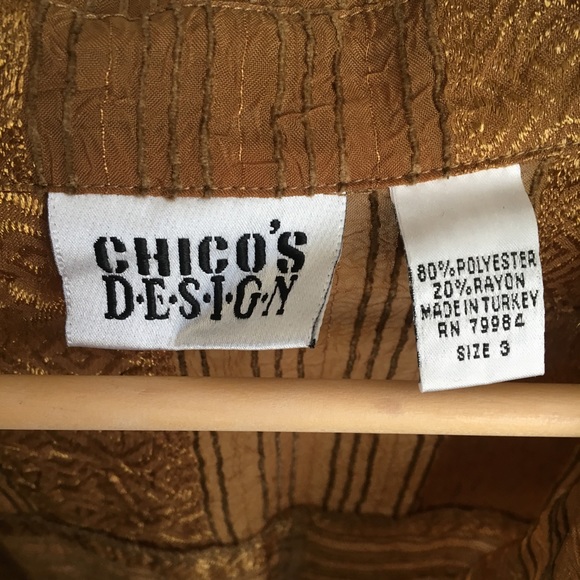 CHICO'S
D·E·S·I·G·N
80% POLYESTER
20% RAYON
MADE IN TURKEY
RN 79984
SIZE 3